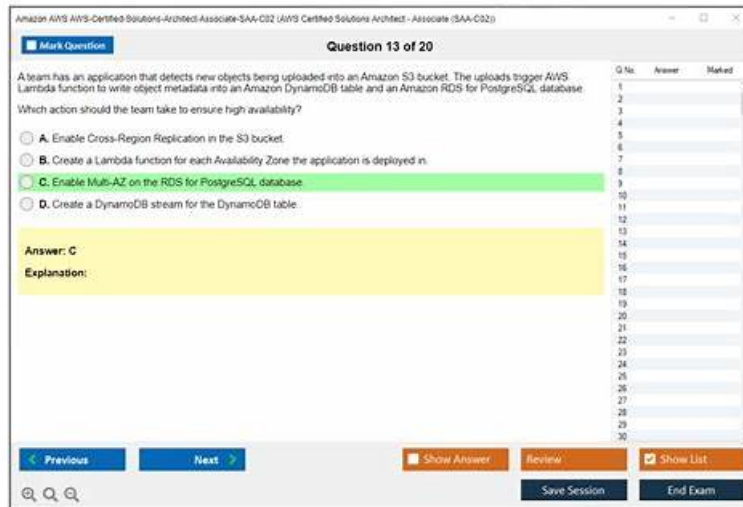 Amazon AWS AWS-Certified-Solutions-Architect-Associate-SAA-C02 (AWS Certified Solutions Architect - Associate (SAA-C02))
Mark Question
Question 13 of 20
A team has an application that detects new objects being uploaded into an Amazon S3 bucket. The uploads trigger AWS
Lambda function to write object metadata into an Amazon DynamoDB table and an Amazon RDS for PostgreSQL database.
Which action should the team take to ensure high availability?
A. Enable Cross-Region Replication in the S3 bucket.
B. Create a Lambda function for each Availability Zone the application is deployed in.
C. Enable Multi-AZ on the RDS for PostgreSQL database.
D. Create a DynamoDB stream for the DynamoDB table.
Answer: C
Explanation:
Q No. Answer Marked
1
2
3
4
5
6
7
8
9
10
11
12
13
14
15
16
17
18
19
20
21
22
23
24
25
26
27
28
29
30
Previous
Next
Show Answer
Review
Show List
Save Session
End Exam